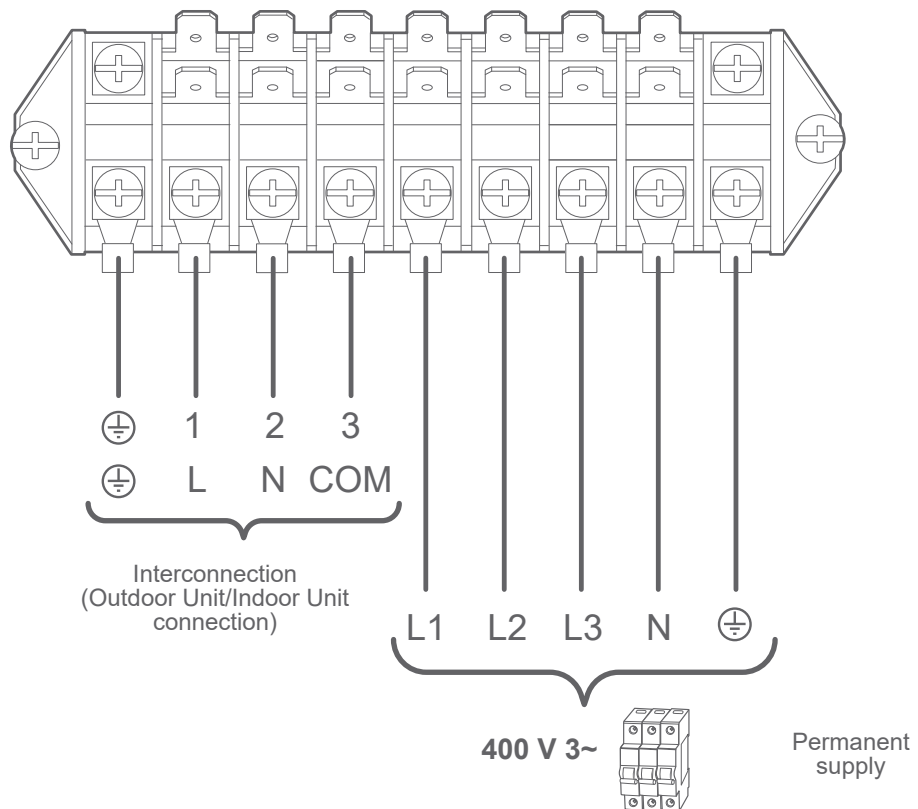 1 2 3
L N COM
Interconnection
(Outdoor Unit/Indoor Unit
connection)
L1 L2 L3 N
400 V 3~
Permanent
supply